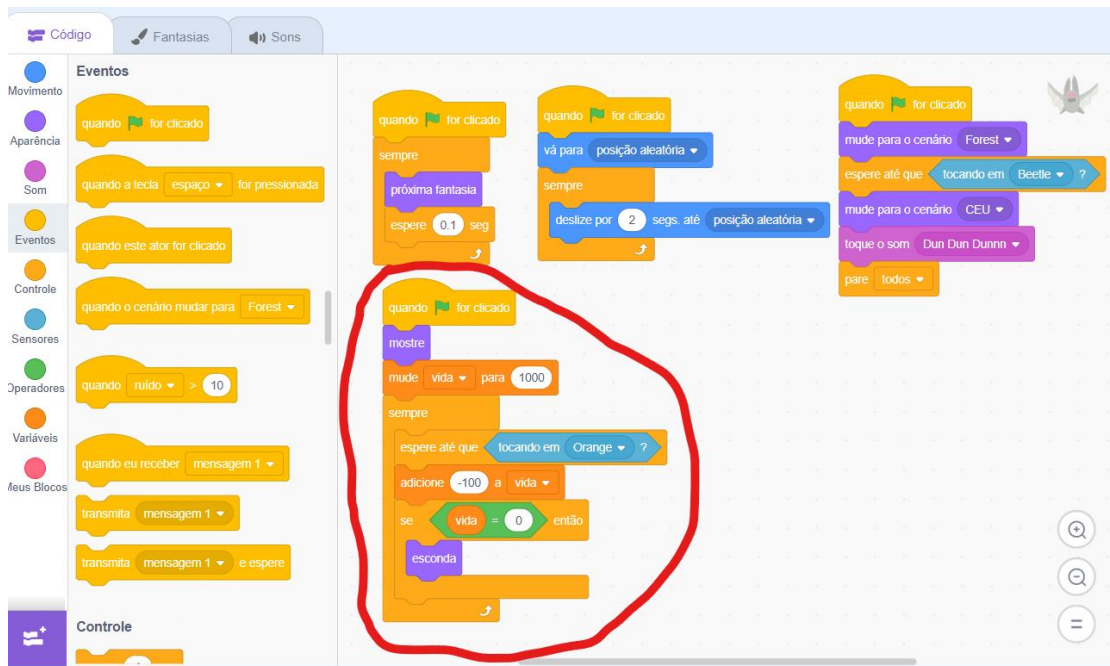 Código
Fantasias
Sons
Movimento
Aparência
Som
Eventos
Controle
Sensores
Operadores
Variáveis
Meus Blocos
Eventos
quando for clicado
quando a tecla espaço for pressionada
quando este ator for clicado
quando o cenário mudar para Forest
quando ruído > 10
quando eu receber mensagem 1
transmita mensagem 1
transmita mensagem 1 e espere
Controle
quando for clicado
sempre
próxima fantasia
espere 0.1 seg
quando for clicado
vá para posição aleatória
sempre
deslize por 2 segs. até posição aleatória
quando for clicado
mude para o cenário Forest
espere até que tocando em Beetle ?
mude para o cenário CEU
toque o som Dun Dun Dunnn
pare todos
quando for clicado
mostre
mude vida para 1000
sempre
espere até que tocando em Orange ?
adicione -100 a vida
se vida = 0 então
esconda